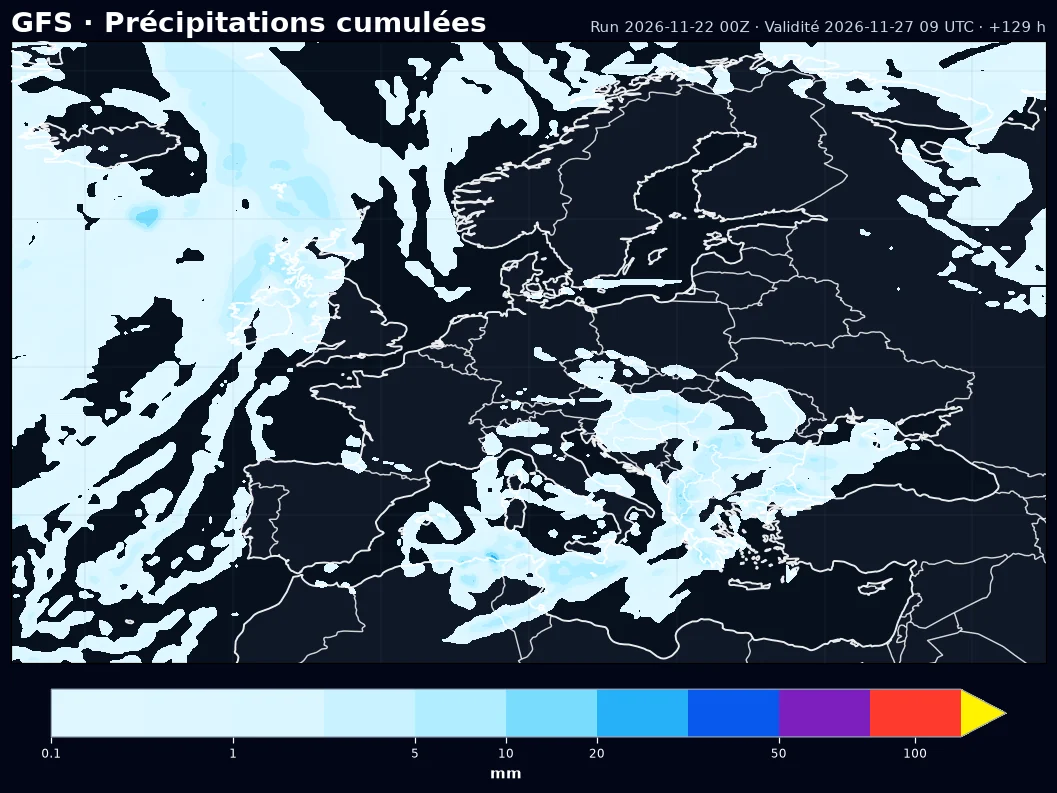 GFS · Précipitations cumulées
Run 2026-11-22 00Z · Validité 2026-11-27 09 UTC · +129 h
0.1 1 5 10 20 50 100
mm